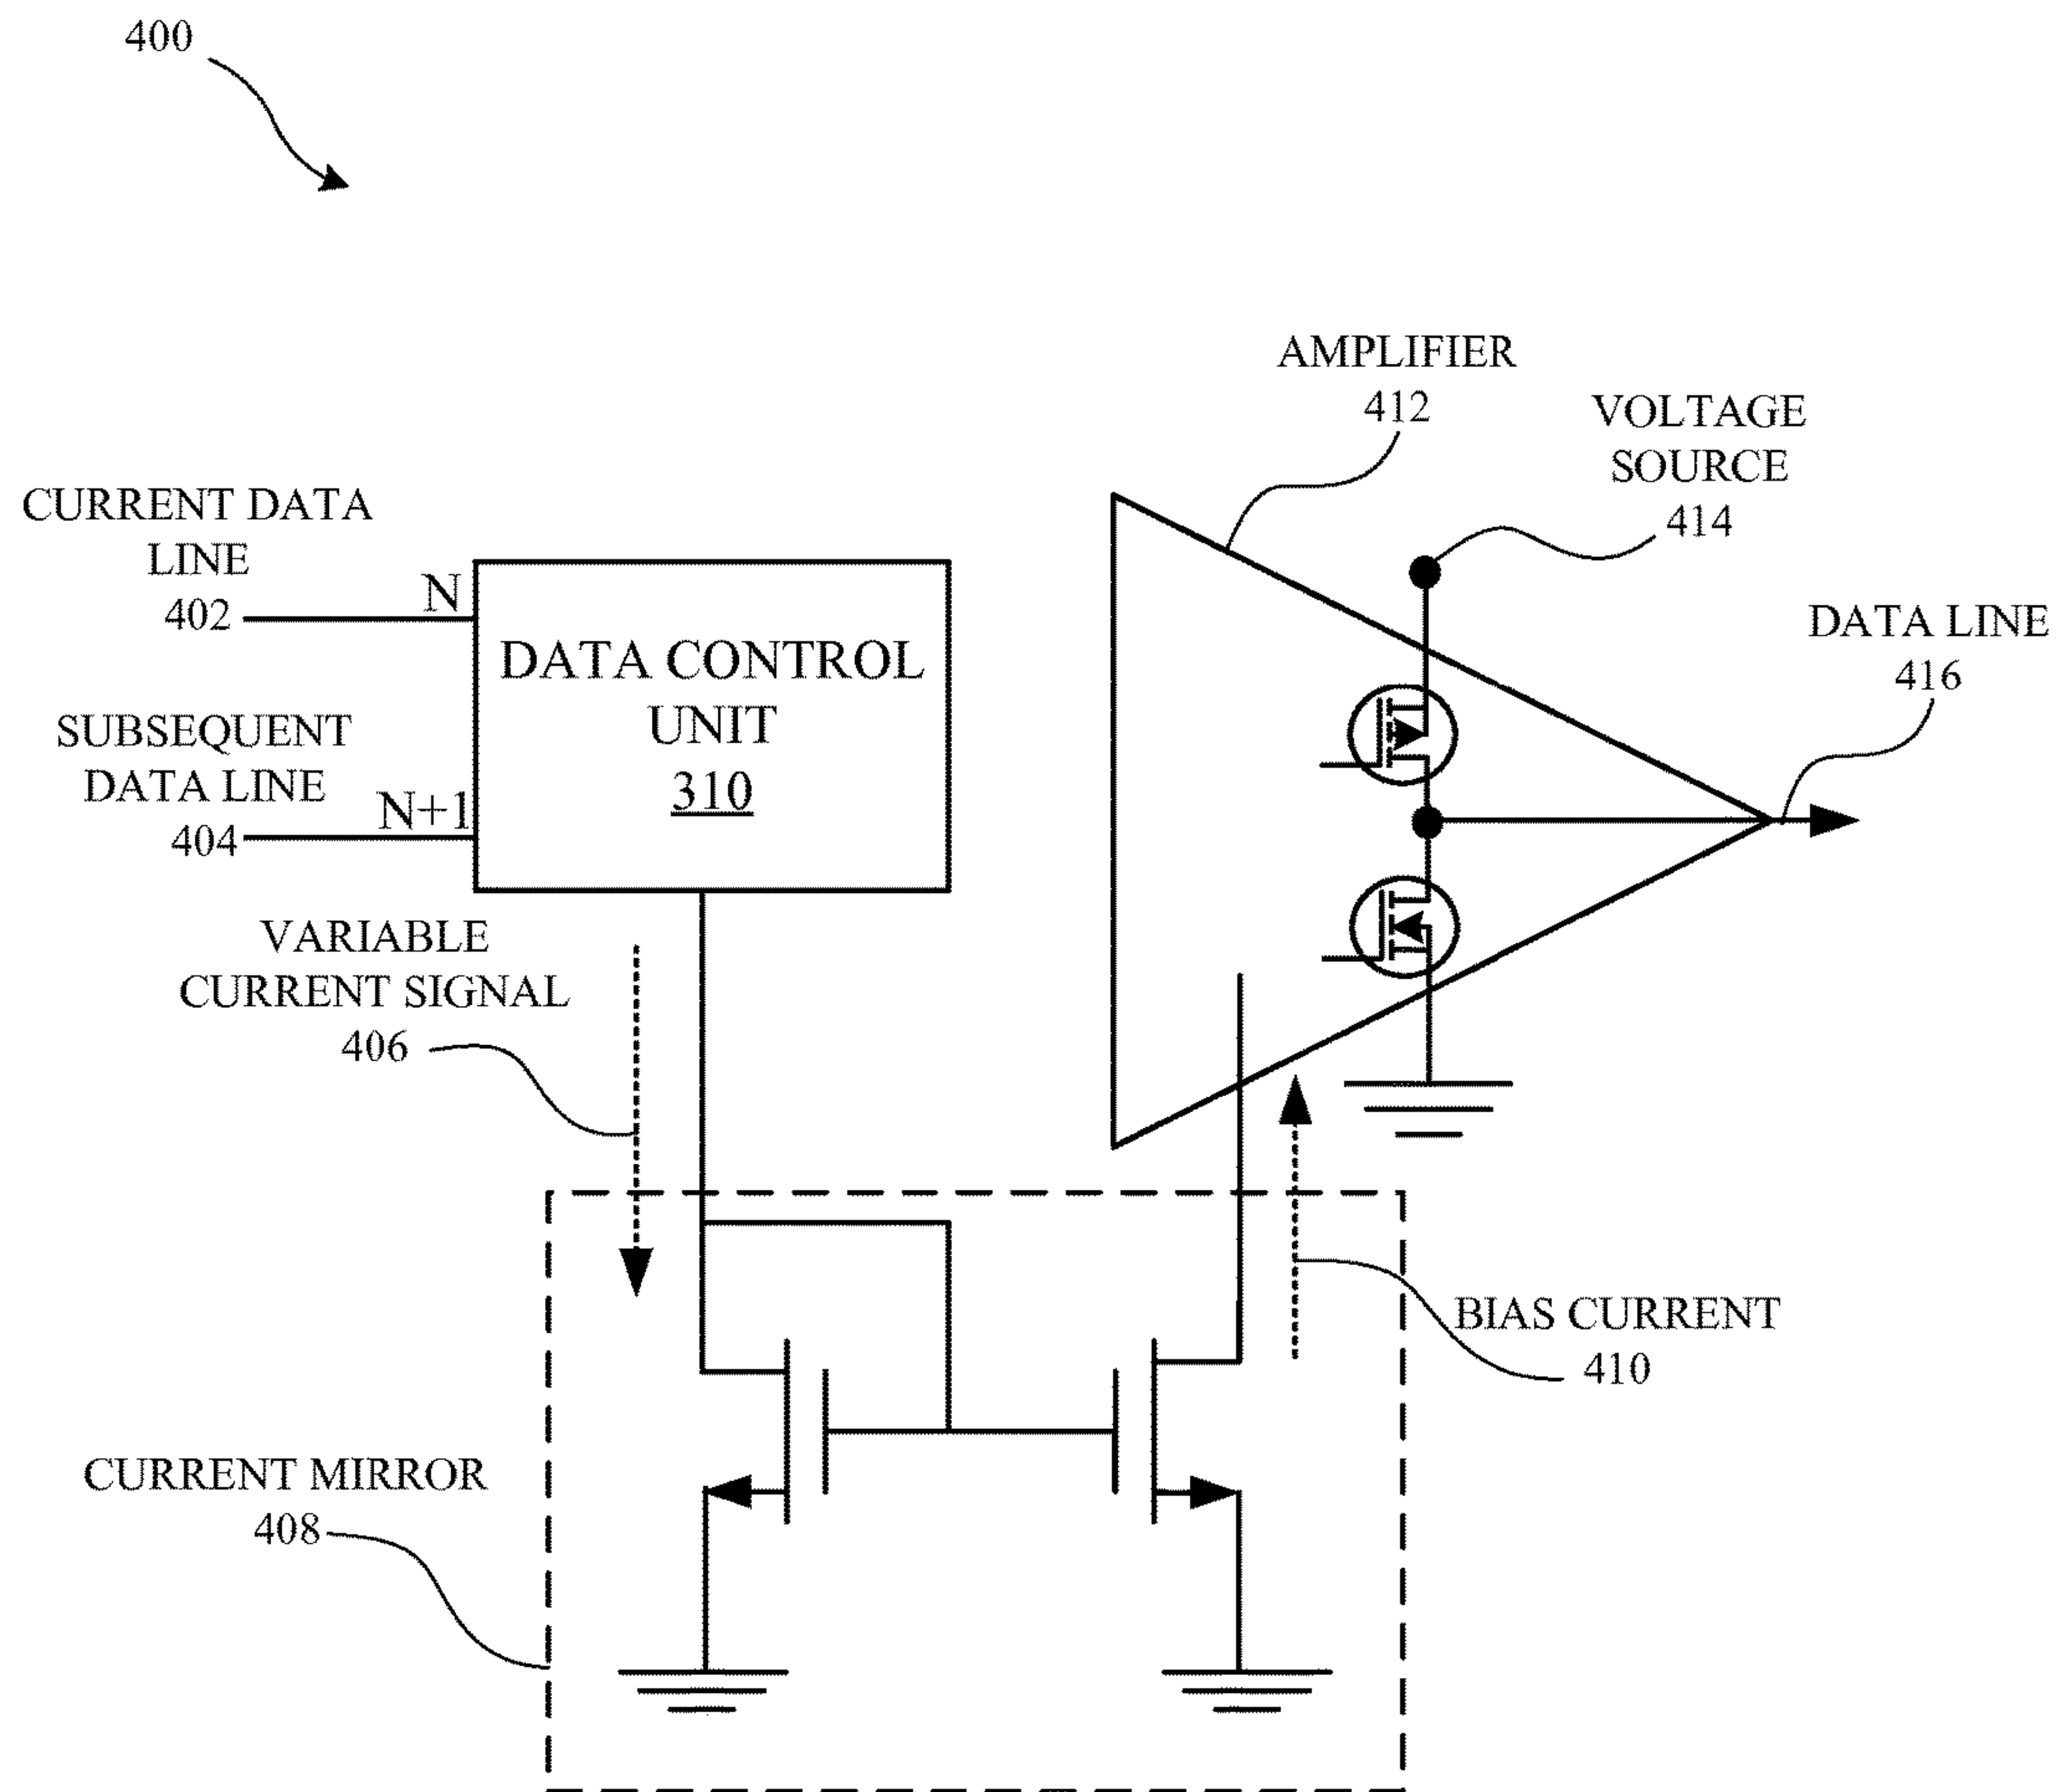 400
AMPLIFIER
412
VOLTAGE
SOURCE
414
CURRENT DATA
LINE
402
N
DATA CONTROL
UNIT
310
DATA LINE
416
SUBSEQUENT
DATA LINE
404
N+1
VARIABLE
CURRENT SIGNAL
406
BIAS CURRENT
410
CURRENT MIRROR
408